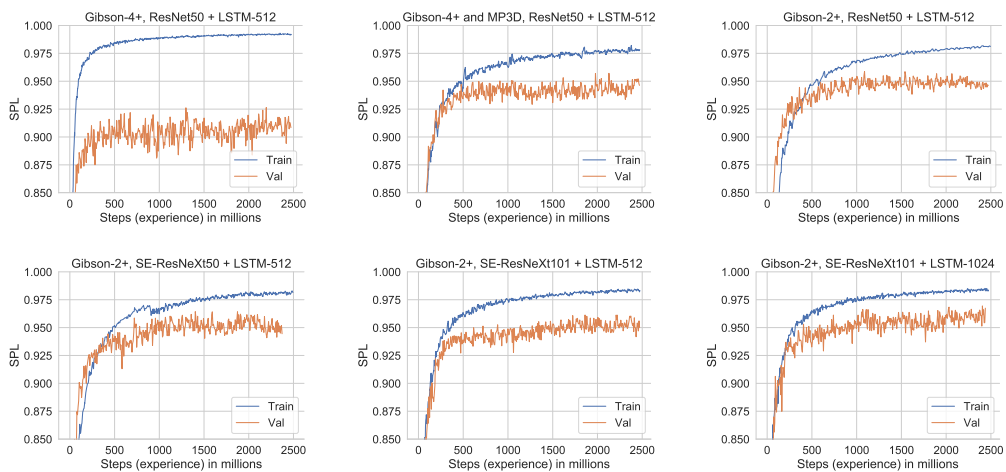 Gibson-4+, ResNet50 + LSTM-512
1.000
0.975
0.950
0.925
0.900
0.875
0.850
SPL
Train
Val
0 500 1000 1500 2000 2500
Steps (experience) in millions
Gibson-4+ and MP3D, ResNet50 + LSTM-512
1.000
0.975
0.950
0.925
0.900
0.875
0.850
SPL
Train
Val
0 500 1000 1500 2000 2500
Steps (experience) in millions
Gibson-2+, ResNet50 + LSTM-512
1.000
0.975
0.950
0.925
0.900
0.875
0.850
SPL
Train
Val
0 500 1000 1500 2000 2500
Steps (experience) in millions
Gibson-2+, SE-ResNeXt50 + LSTM-512
1.000
0.975
0.950
0.925
0.900
0.875
0.850
SPL
Train
Val
0 500 1000 1500 2000 2500
Steps (experience) in millions
Gibson-2+, SE-ResNeXt101 + LSTM-512
1.000
0.975
0.950
0.925
0.900
0.875
0.850
SPL
Train
Val
0 500 1000 1500 2000 2500
Steps (experience) in millions
Gibson-2+, SE-ResNeXt101 + LSTM-1024
1.000
0.975
0.950
0.925
0.900
0.875
0.850
SPL
Train
Val
0 500 1000 1500 2000 2500
Steps (experience) in millions